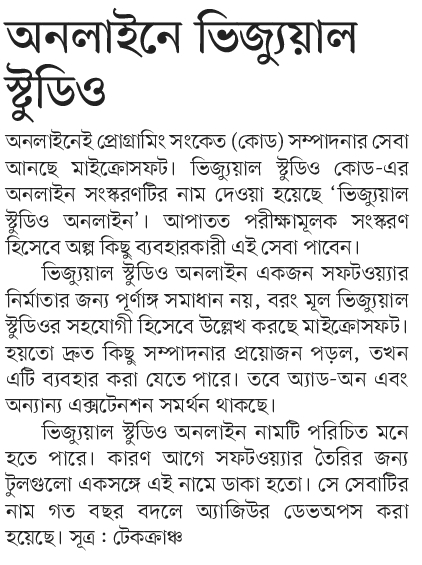 অনলাইনে ভিজ্যুয়াল
স্টুডিও
অনলাইনেই প্রোগ্রামিং সংকেত (কোড) সম্পাদনার সেবা
আনছে মাইক্রোসফট। ভিজ্যুয়াল স্টুডিও কোড-এর
অনলাইন সংস্করণটির নাম দেওয়া হয়েছে ‘ভিজ্যুয়াল
স্টুডিও অনলাইন’। আপাতত পরীক্ষামূলক সংস্করণ
হিসেবে অল্প কিছু ব্যবহারকারী এই সেবা পাবেন।
ভিজ্যুয়াল স্টুডিও অনলাইন একজন সফটওয়্যার
নির্মাতার জন্য পূর্ণাঙ্গ সমাধান নয়, বরং মূল ভিজ্যুয়াল
স্টুডিওর সহযোগী হিসেবে উল্লেখ করছে মাইক্রোসফট।
হয়তো দ্রুত কিছু সম্পাদনার প্রয়োজন পড়ল, তখন
এটি ব্যবহার করা যেতে পারে। তবে অ্যাড-অন এবং
অন্যান্য এক্সটেনশন সমর্থন থাকছে।
ভিজ্যুয়াল স্টুডিও অনলাইন নামটি পরিচিত মনে
হতে পারে। কারণ আগে সফটওয়্যার তৈরির জন্য
টুলগুলো একসঙ্গে এই নামে ডাকা হতো। সে সেবাটির
নাম গত বছর বদলে অ্যাজিউর ডেভঅপস করা
হয়েছে। সূত্র : টেকক্রাঞ্চ